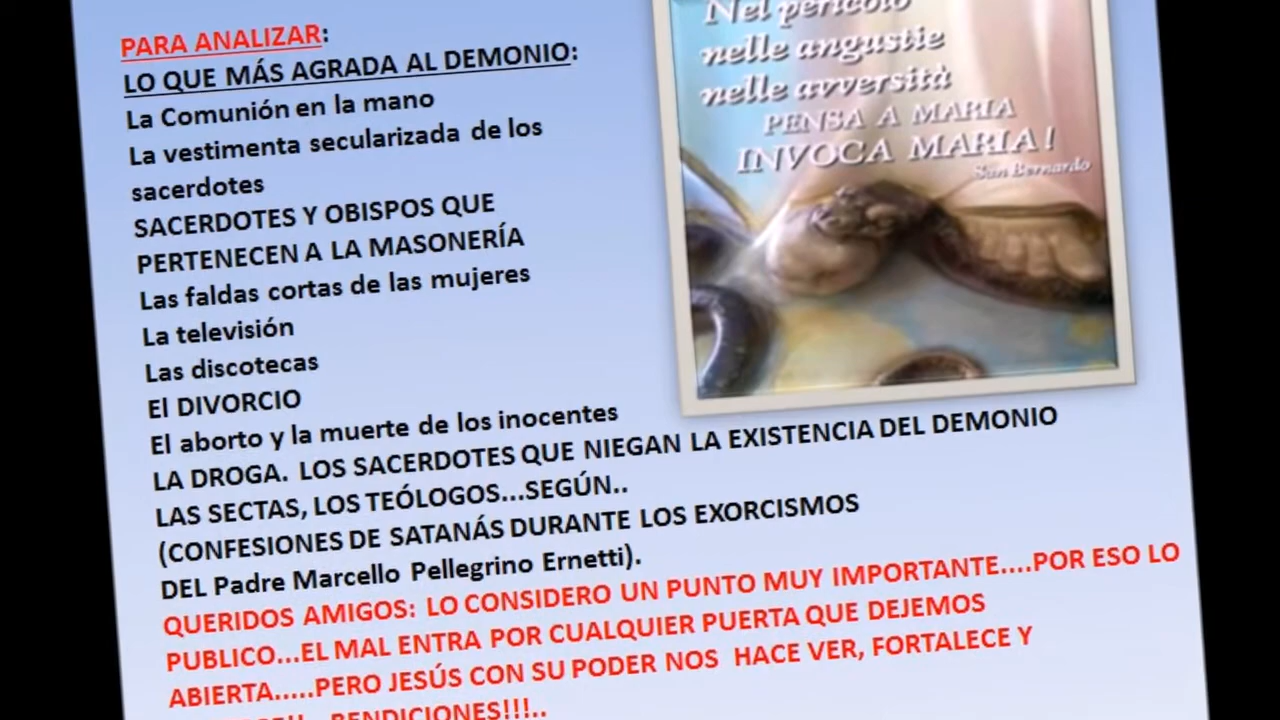 PARA ANALIZAR:
LO QUE MÁS AGRADA AL DEMONIO:
La Comunión en la mano
La vestimenta secularizada de los
sacerdotes
SACERDOTES Y OBISPOS QUE
PERTENECEN A LA MASONERÍA
Las faldas cortas de las mujeres
La televisión
Las discotecas
El DIVORCIO
El aborto y la muerte de los inocentes
LA DROGA. LOS SACERDOTES QUE NIEGAN LA EXISTENCIA DEL DEMONIO
LAS SECTAS, LOS TEÓLOGOS...SEGÚN..
(CONFESIONES DE SATANÁS DURANTE LOS EXORCISMOS
DEL Padre Marcello Pellegrino Ernetti).
QUERIDOS AMIGOS: LO CONSIDERO UN PUNTO MUY IMPORTANTE....POR ESO LO
PUBLICO...EL MAL ENTRA POR CUALQUIER PUERTA QUE DEJEMOS
ABIERTA.....PERO JESÚS CON SU PODER NOS HACE VER, FORTALECE Y
BENDICIONES!!!..
Nel pericolo
nelle angustie
nelle avversità
PENSA A MARIA
INVOCA MARIA!
San Bernardo